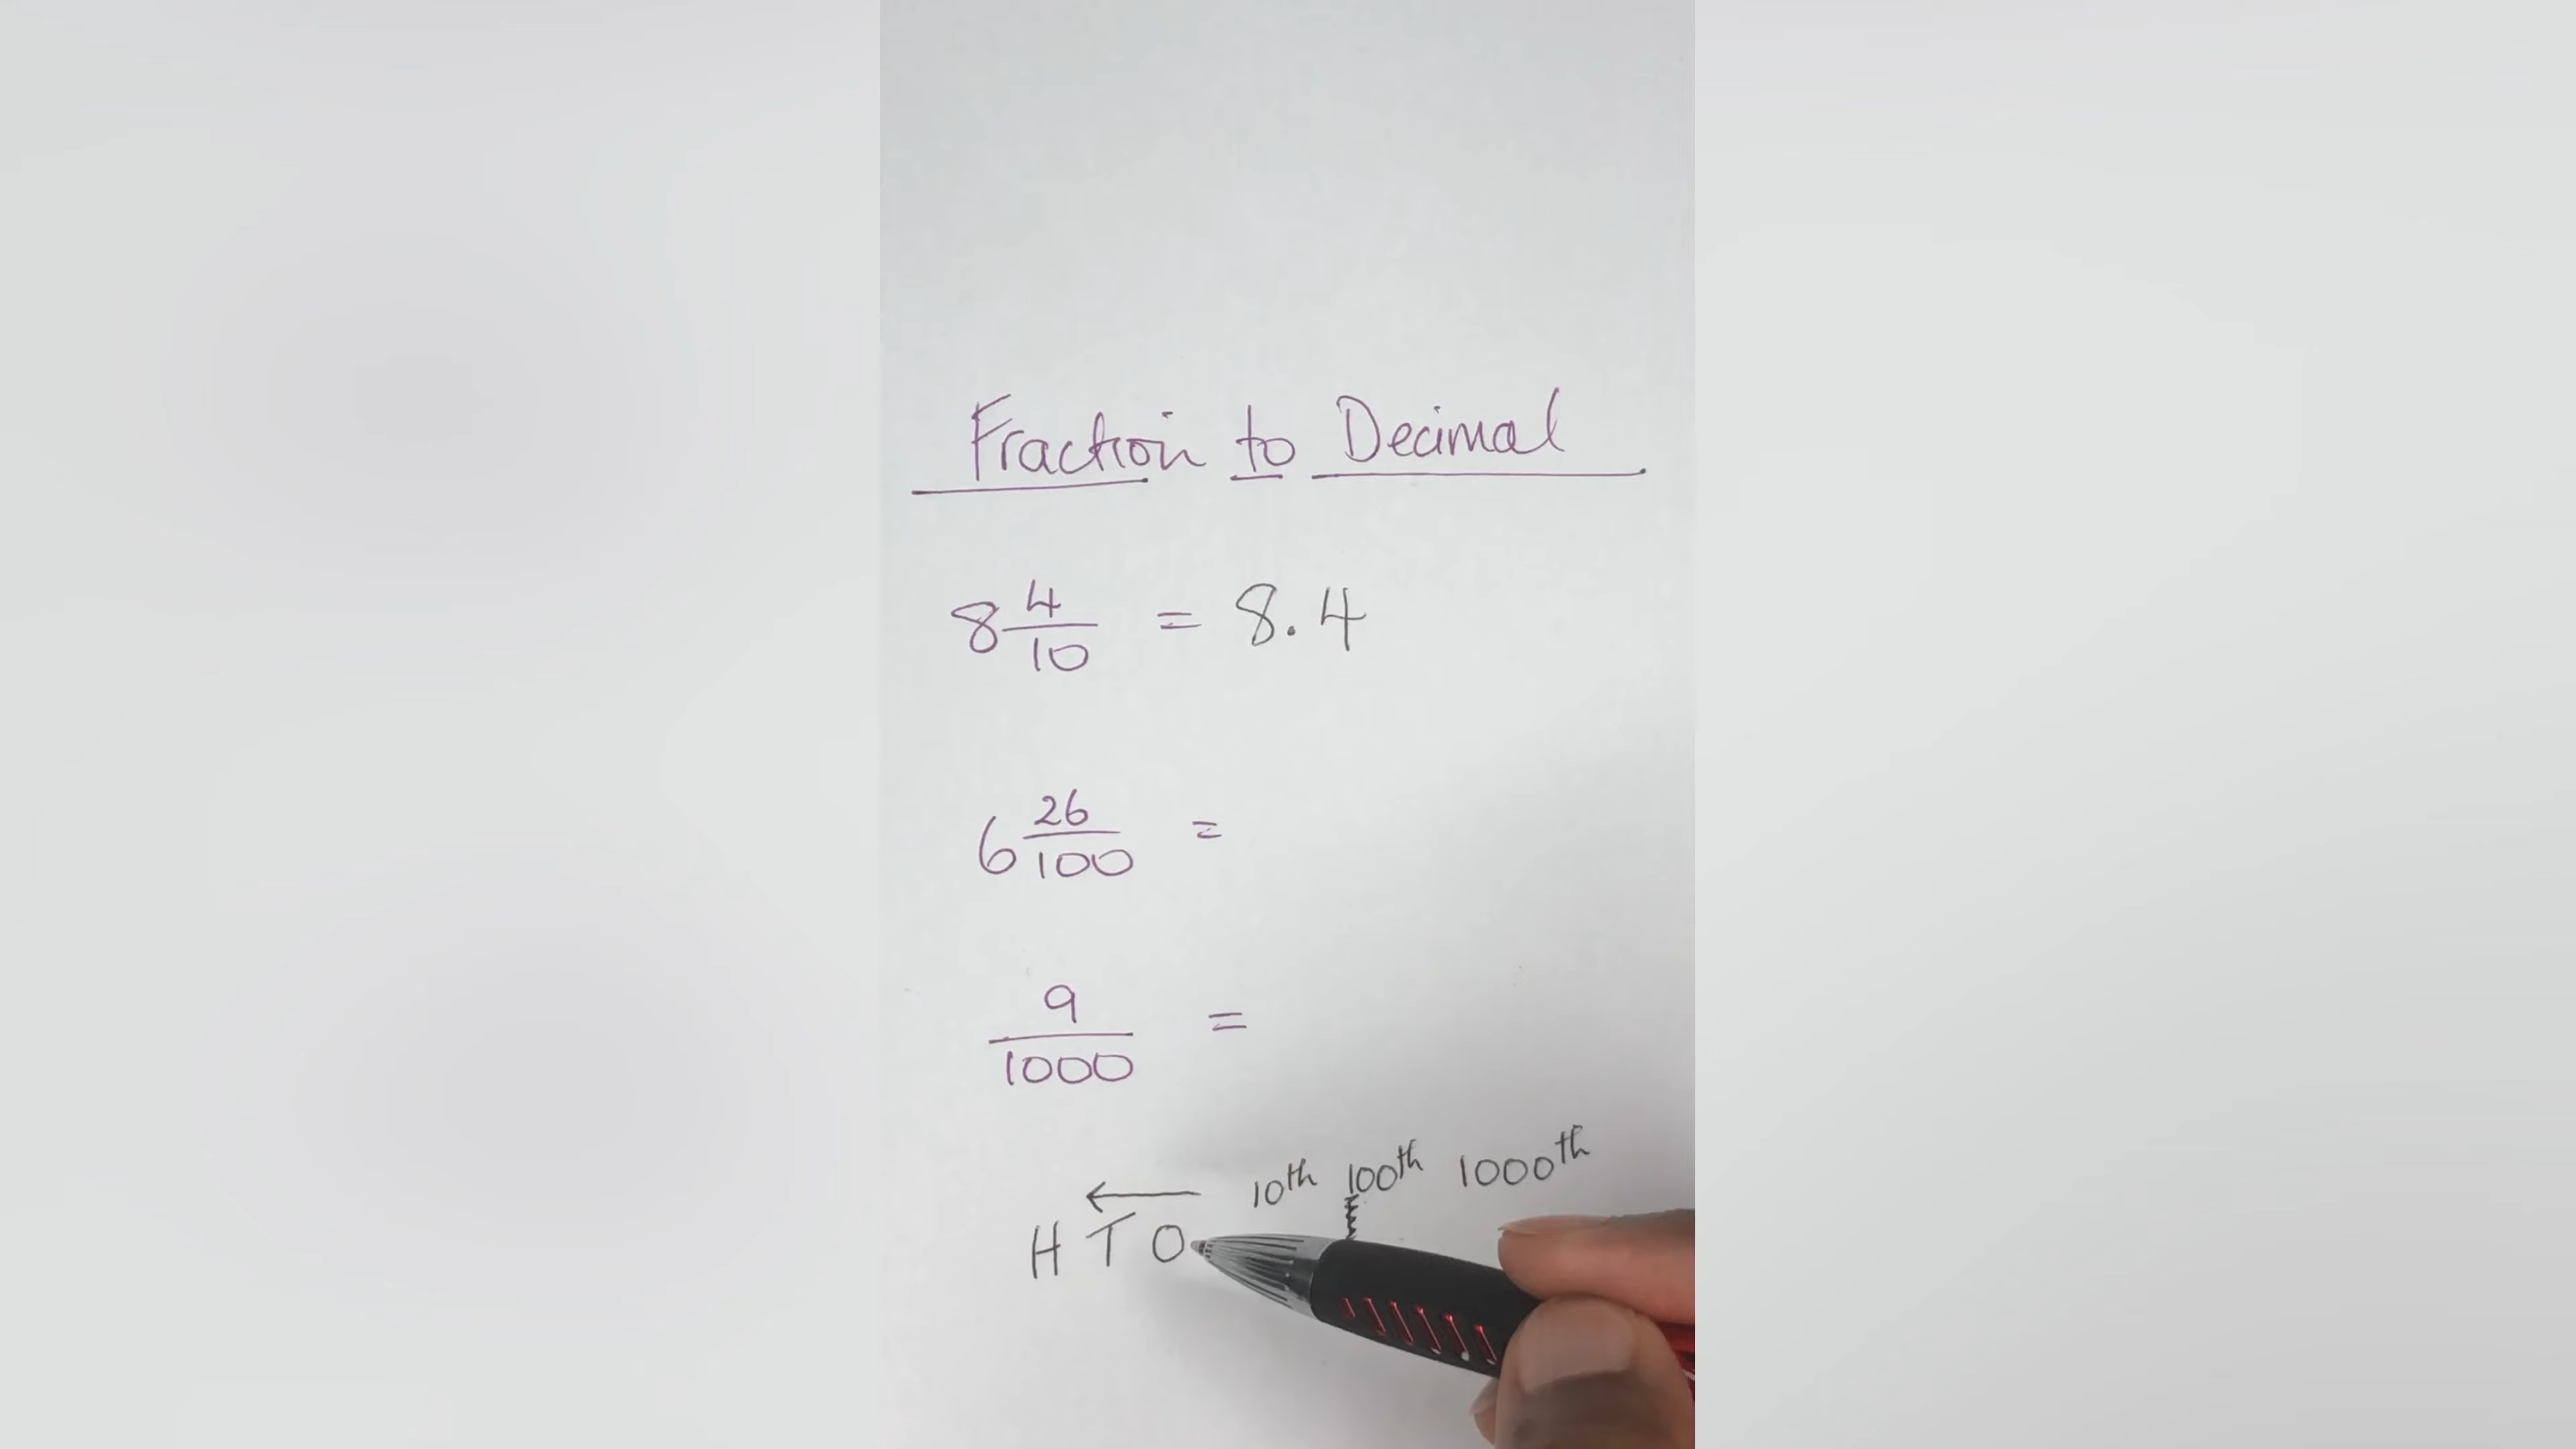 Fraction to Decimal
8 4/10 = 8.4
6 26/100 =
9/1000 =
10th 100th 1000th
H T O